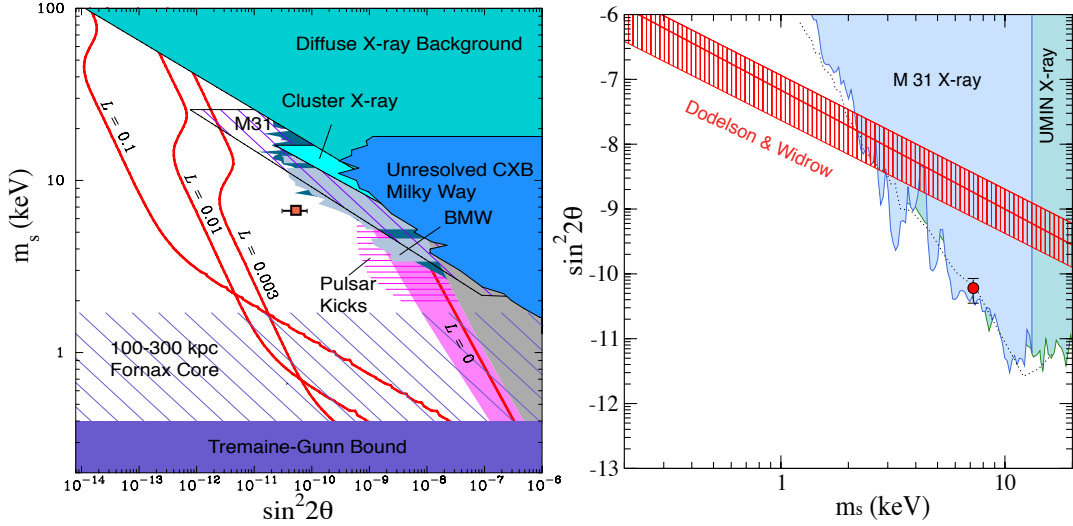 100
10
1
m_s (keV)
Diffuse X-ray Background
Cluster X-ray
M31
Unresolved CXB
Milky Way
BMW
Pulsar
Kicks
L = 0.1
L = 0.01
L = 0.003
L = 0
100-300 kpc
Fornax Core
Tremaine-Gunn Bound
10^-14
10^-13
10^-12
10^-11
10^-10
10^-9
10^-8
10^-7
10^-6
sin^2 2θ
-6
-7
-8
-9
-10
-11
-12
-13
sin^2 2θ
M 31 X-ray
UMIN X-ray
Dodelson & Widrow
1
10
ms (keV)